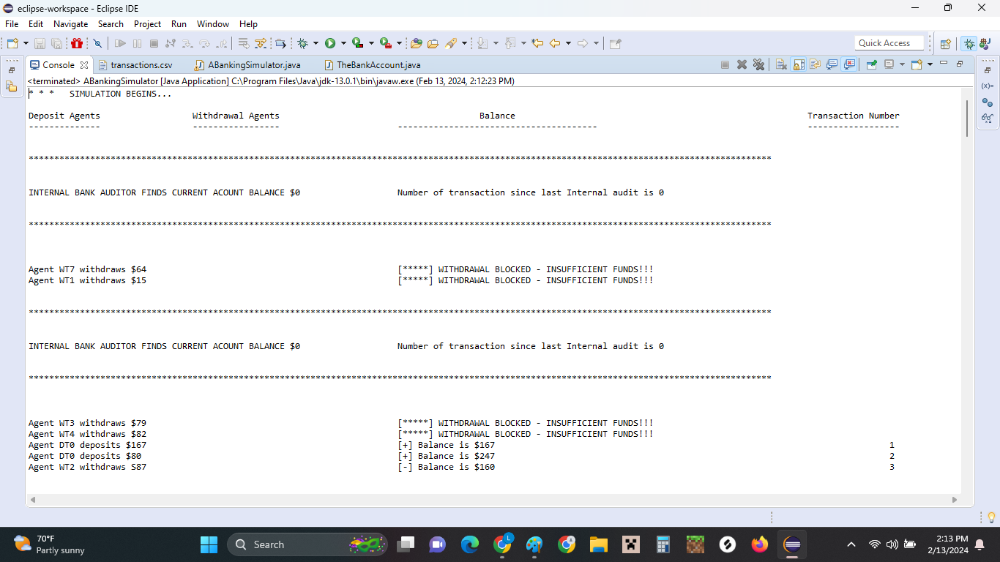 eclipse-workspace - Eclipse IDE
File Edit Navigate Search Project Run Window Help
Quick Access
Console transactions.csv ABankingSimulator.java TheBankAccount.java
<terminated> ABankingSimulator [Java Application] C:\Program Files\Java\jdk-13.0.1\bin\javaw.exe (Feb 13, 2024, 2:12:23 PM)
* * * SIMULATION BEGINS...
Deposit Agents Withdrawal Agents Balance Transaction Number
-------------- ----------------- --------------------------------------- ------------------
*************************************************************************************************************************************************
INTERNAL BANK AUDITOR FINDS CURRENT ACOUNT BALANCE $0 Number of transaction since last Internal audit is 0
*************************************************************************************************************************************************
Agent WT7 withdraws $64 [*****] WITHDRAWAL BLOCKED - INSUFFICIENT FUNDS!!!
Agent WT1 withdraws $15 [*****] WITHDRAWAL BLOCKED - INSUFFICIENT FUNDS!!!
*************************************************************************************************************************************************
INTERNAL BANK AUDITOR FINDS CURRENT ACOUNT BALANCE $0 Number of transaction since last Internal audit is 0
*************************************************************************************************************************************************
Agent WT3 withdraws $79 [*****] WITHDRAWAL BLOCKED - INSUFFICIENT FUNDS!!!
Agent WT4 withdraws $82 [*****] WITHDRAWAL BLOCKED - INSUFFICIENT FUNDS!!!
Agent DT0 deposits $167 [+] Balance is $167 1
Agent DT0 deposits $80 [+] Balance is $247 2
Agent WT2 withdraws S87 [-] Balance is $160 3
70°F
Partly sunny
Search
2:13 PM
2/13/2024